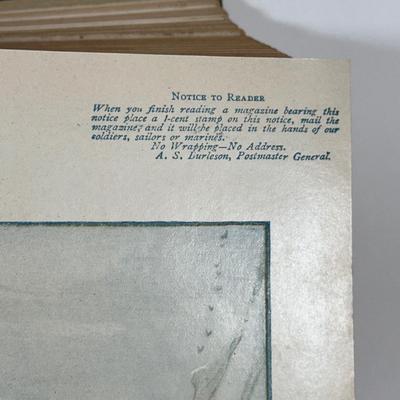 NOTICE TO READER
When you finish reading a magazine bearing this
notice place a 1-cent stamp on this notice, mail the
magazine, and it will be placed in the hands of our
soldiers, sailors or marines.
No Wrapping—No Address.
A. S. Burleson, Postmaster General.